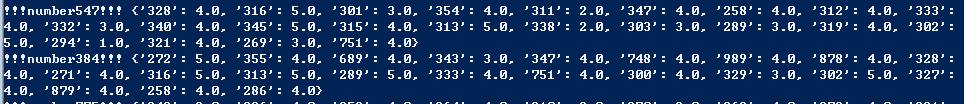 !!!number547!!! {'328': 4.0, '316': 5.0, '301': 3.0, '354': 4.0, '311': 2.0, '347': 4.0, '258': 4.0, '312': 4.0, '333':
4.0, '332': 3.0, '340': 4.0, '345': 5.0, '315': 4.0, '313': 5.0, '338': 2.0, '303': 3.0, '289': 3.0, '319': 4.0, '302':
5.0, '294': 1.0, '321': 4.0, '269': 3.0, '751': 4.0}
!!!number384!!! {'272': 5.0, '355': 4.0, '689': 4.0, '343': 3.0, '347': 4.0, '748': 4.0, '989': 4.0, '878': 4.0, '328':
4.0, '271': 4.0, '316': 5.0, '313': 5.0, '289': 5.0, '333': 4.0, '751': 4.0, '300': 4.0, '329': 3.0, '302': 5.0, '327':
4.0, '879': 4.0, '258': 4.0, '286': 4.0}